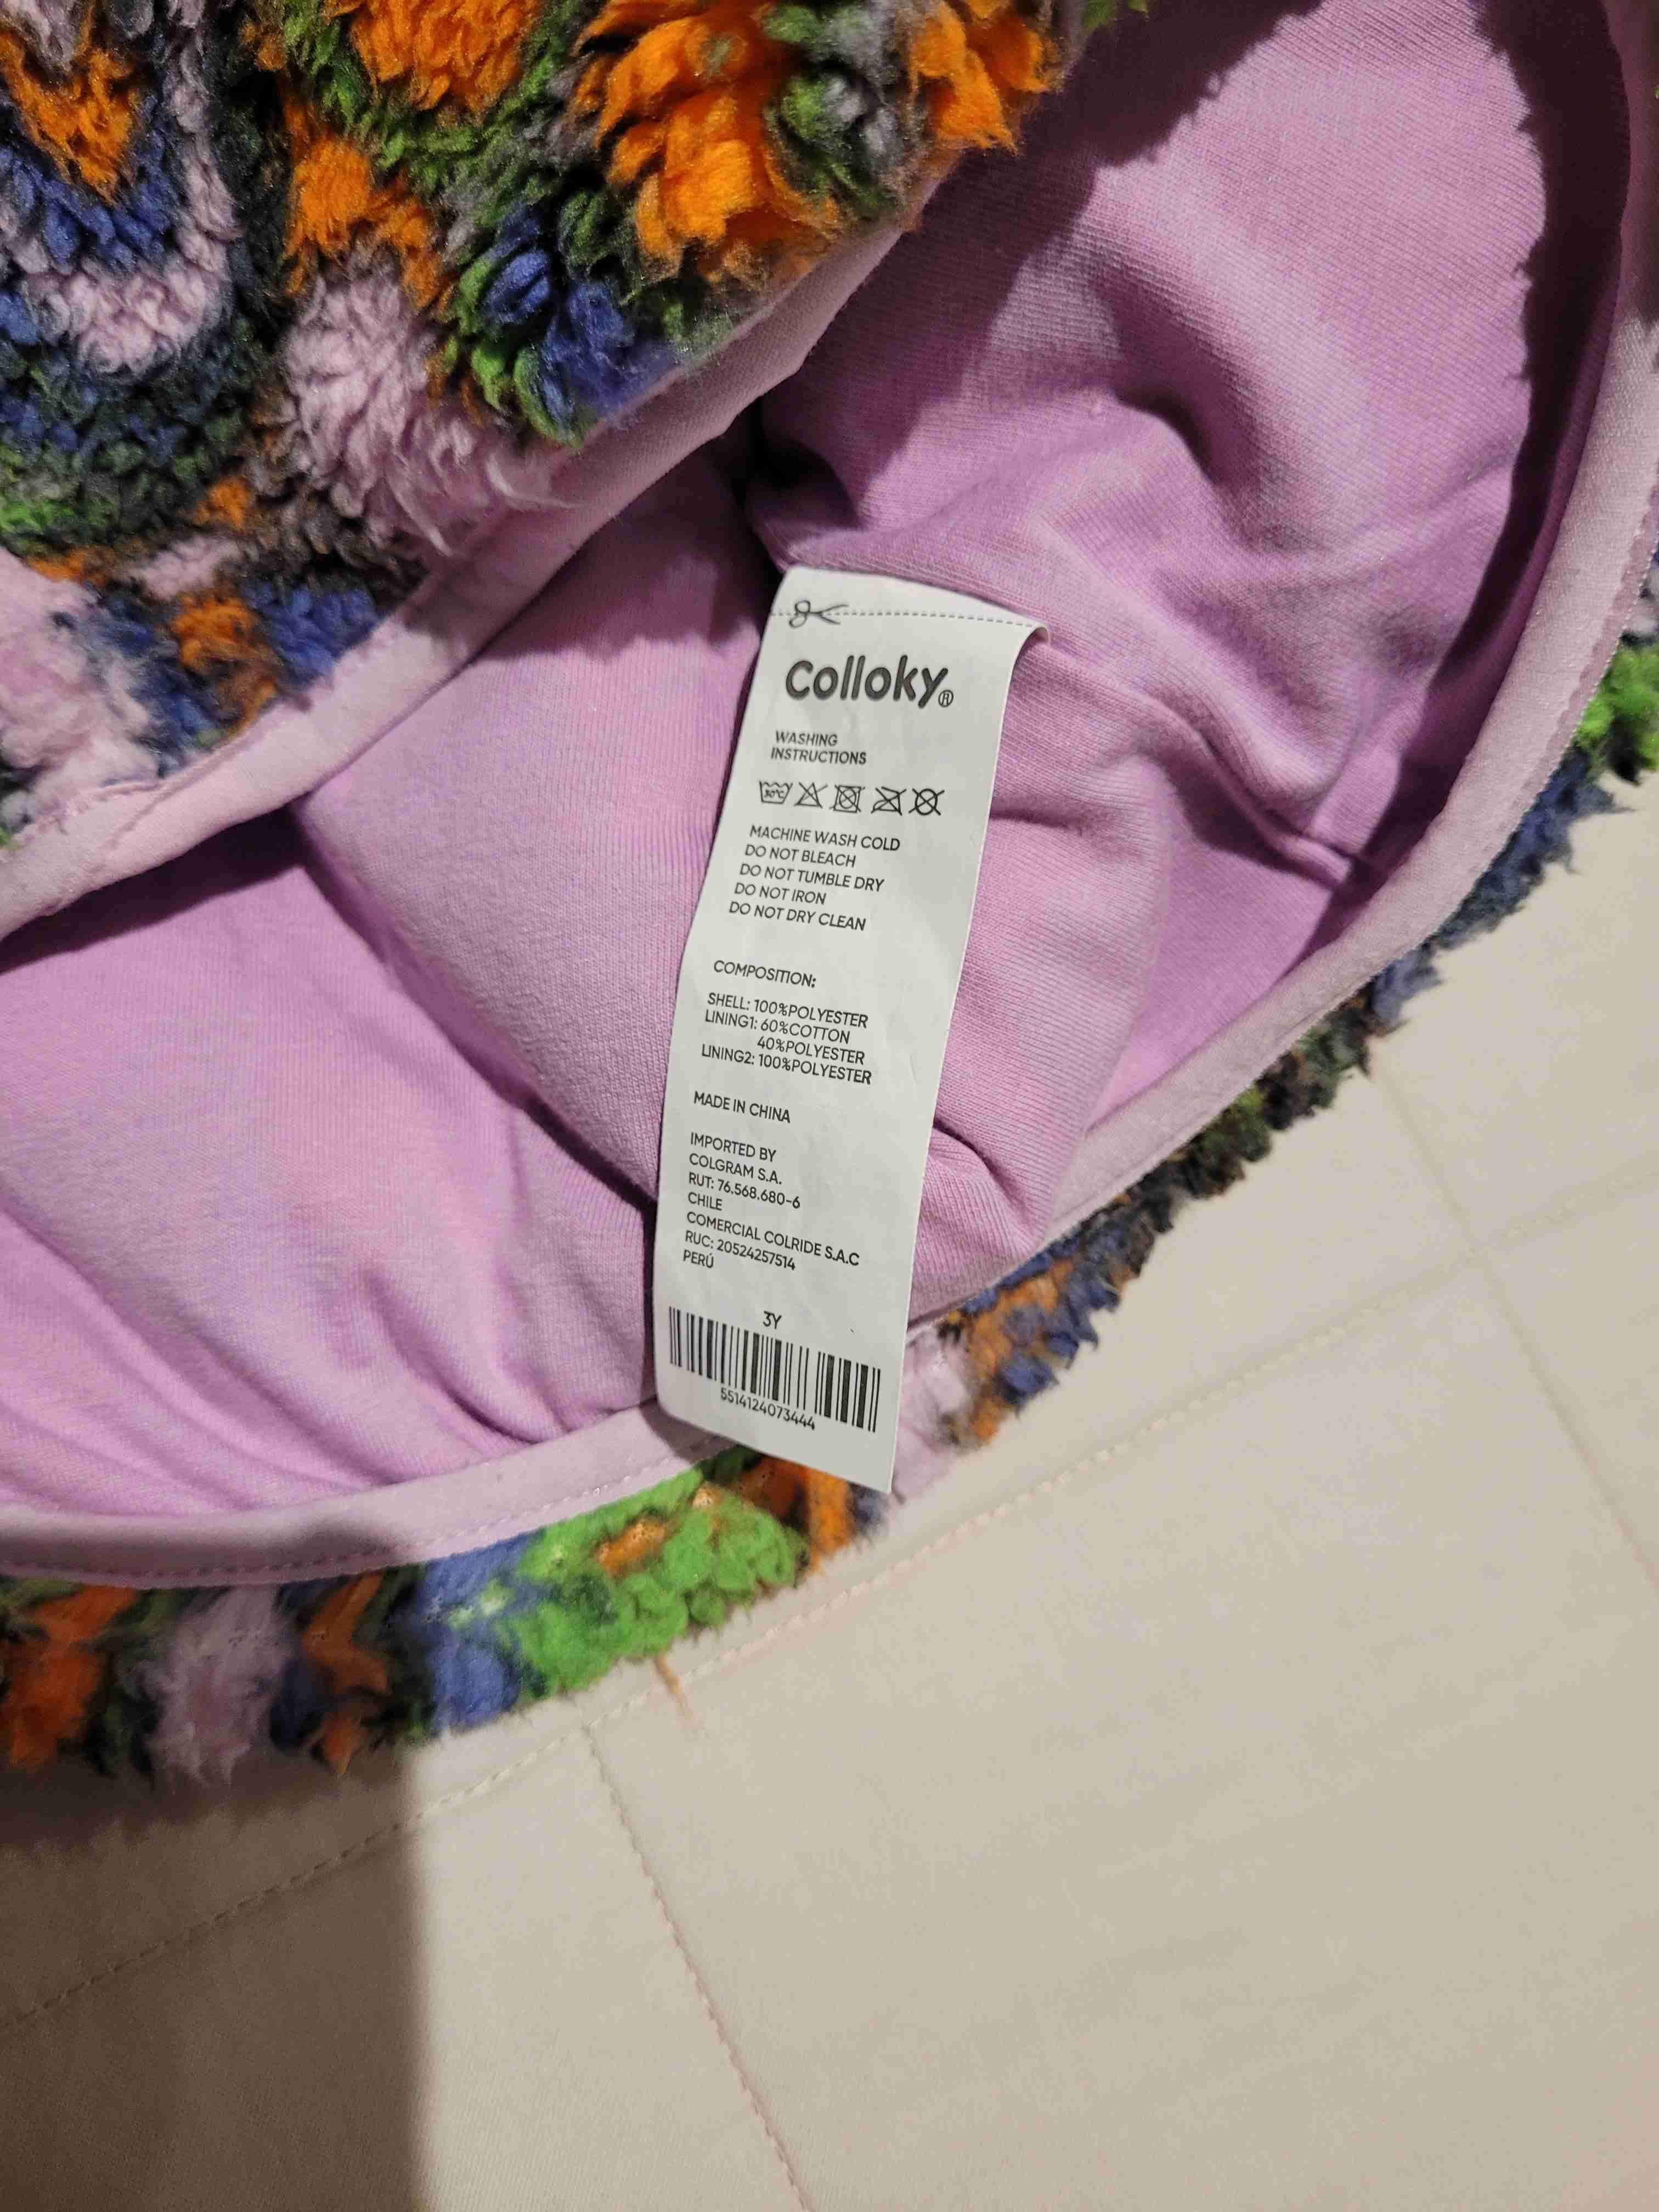 Colloky®
WASHING
INSTRUCTIONS
30°C
MACHINE WASH COLD
DO NOT BLEACH
DO NOT TUMBLE DRY
DO NOT IRON
DO NOT DRY CLEAN
COMPOSITION:
SHELL: 100%POLYESTER
LINING1: 60%COTTON
40%POLYESTER
LINING2: 100%POLYESTER
MADE IN CHINA
IMPORTED BY
COLGRAM S.A.
RUT: 76.568.680-6
CHILE
COMERCIAL COLRIDE S.A.C
RUC: 20524257514
PERÚ
3Y
5514124073444